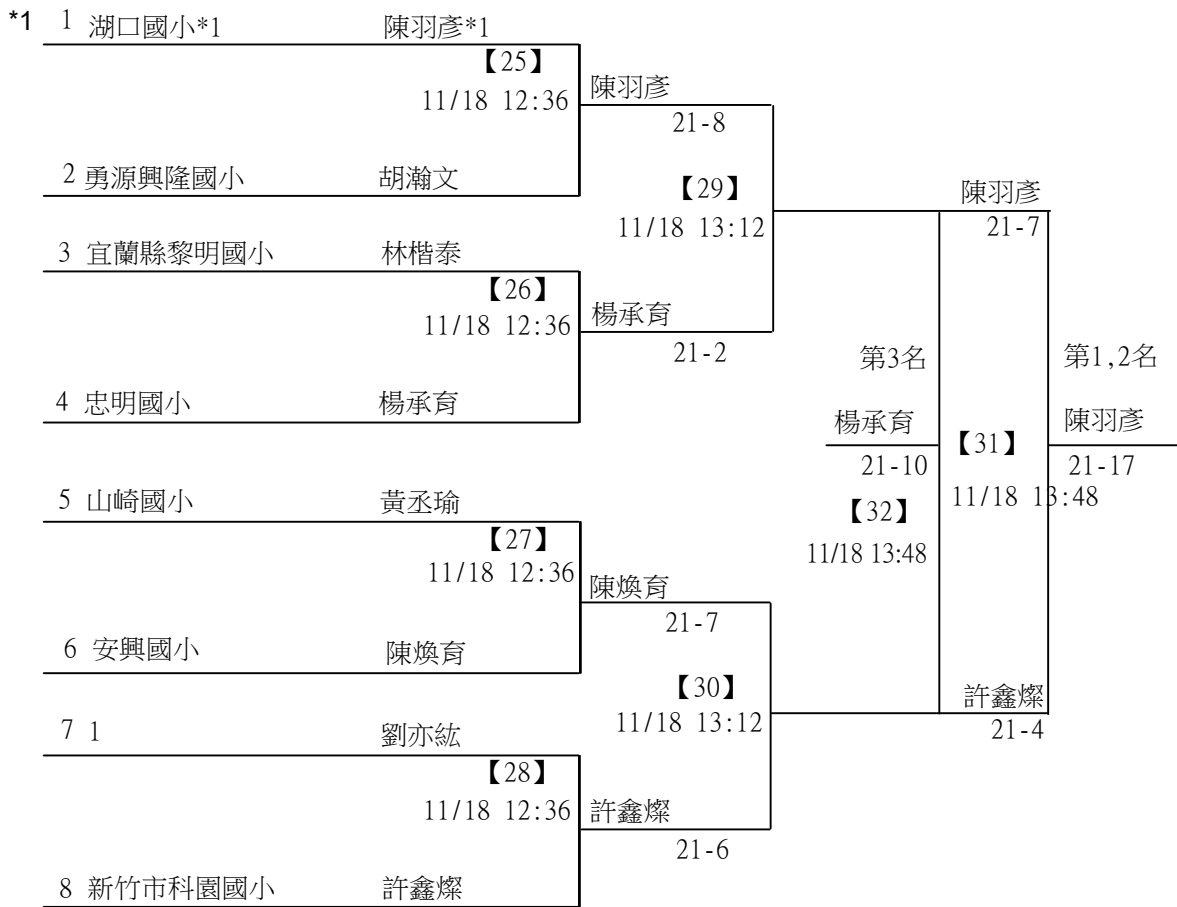 *1 1 湖口國小*1 陳羽彥*1
【25】
11/18 12:36
陳羽彥
21-8
2 勇源興隆國小 胡瀚文
【29】
11/18 13:12
陳羽彥
21-7
3 宜蘭縣黎明國小 林楷泰
【26】
11/18 12:36
楊承育
21-2
4 忠明國小 楊承育
第3名
第1,2名
楊承育
21-10
【31】
11/18 13:48
陳羽彥
21-17
【32】
11/18 13:48
5 山崎國小 黃丞瑜
【27】
11/18 12:36
陳煥育
21-7
6 安興國小 陳煥育
【30】
11/18 13:12
許鑫燦
21-4
7 1 劉亦紘
【28】
11/18 12:36
許鑫燦
21-6
8 新竹市科園國小 許鑫燦